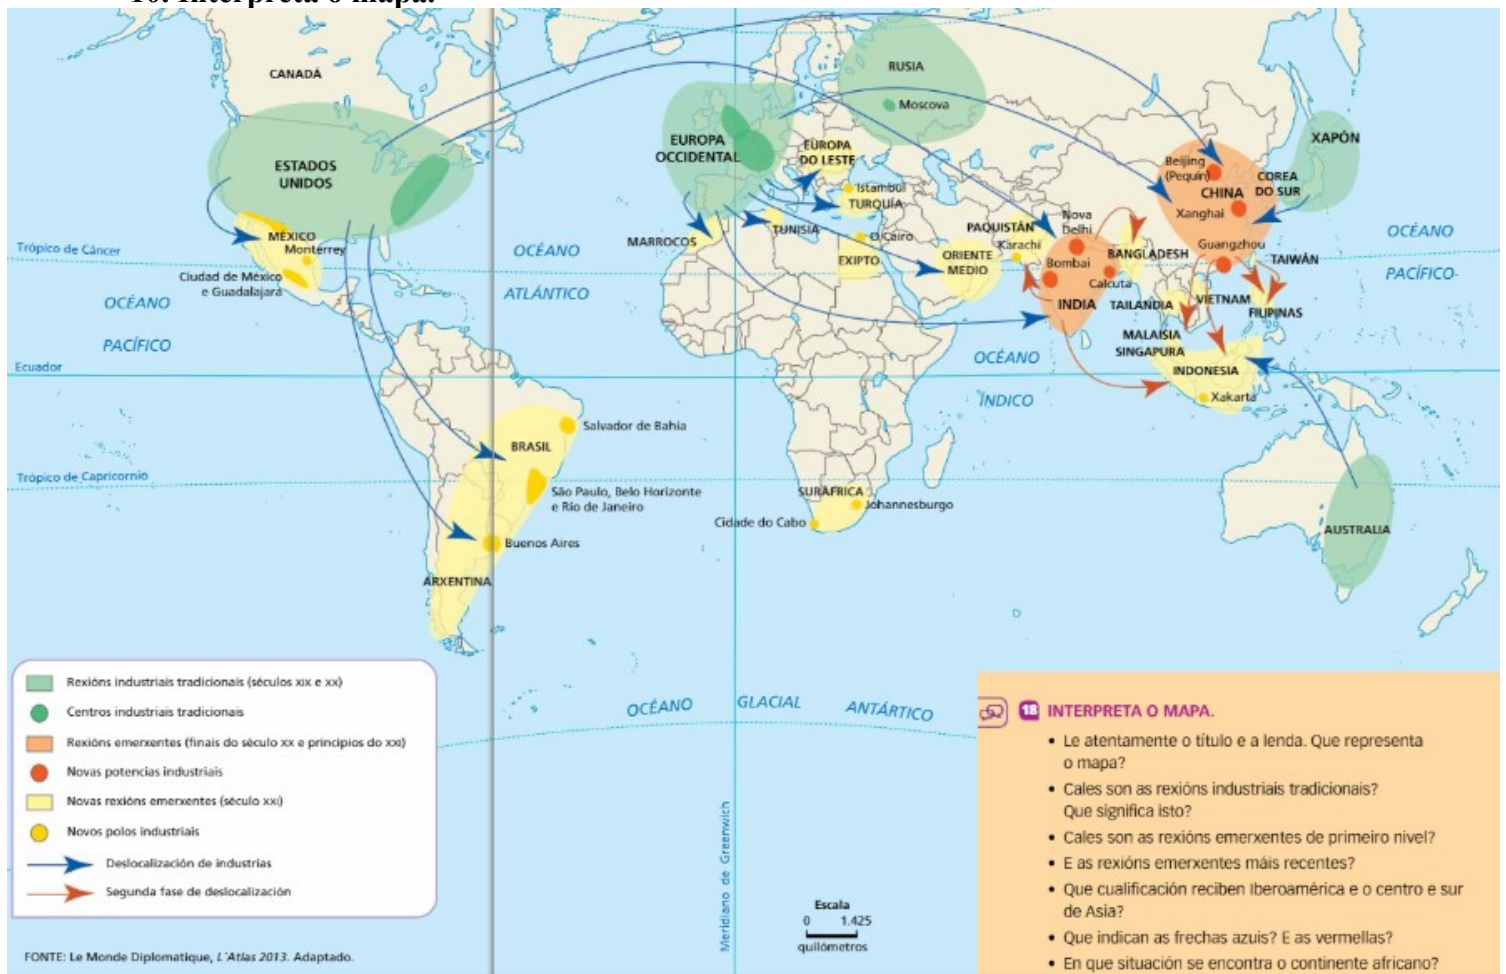 10. Interpreta o mapa.
CANADÁ
RUSIA
Moscova
ESTADOS
UNIDOS
EUROPA
OCCIDENTAL
EUROPA
DO LESTE
Istambul
TURQUÍA
XAPÓN
Beijing
(Pequín)
CHINA
COREA
DO SUR
Xanghai
MÉXICO
Monterrey
Trópico de Cáncer
Ciudad de México
e Guadalajara
OCÉANO
PACÍFICO
OCÉANO
ATLÁNTICO
MARROCOS
TUNISIA
O Cairo
EXIPTO
ORIENTE
MEDIO
PAQUISTÁN
Karachi
Nova
Delhi
Bombai
INDIA
Calcuta
BANGLADESH
Guangzhou
TAIWÁN
OCÉANO
PACÍFICO
TAILANDIA
VIETNAM
FILIPINAS
MALAISIA
SINGAPURA
INDONESIA
Xakarta
Ecuador
OCÉANO
ÍNDICO
BRASIL
Salvador de Bahia
Trópico de Capricornio
São Paulo, Belo Horizonte
e Rio de Janeiro
Buenos Aires
ARXENTINA
SURÁFRICA
Johannesburgo
Cidade do Cabo
AUSTRALIA
OCÉANO GLACIAL ANTÁRTICO
Meridiano de Greenwich
Rexións industriais tradicionais (séculos XIX e XX)
Centros industriais tradicionais
Rexións emerxentes (finais do século XX e principios do XXI)
Novas potencias industriais
Novas rexións emerxentes (século XXI)
Novos polos industriais
Deslocalización de industrias
Segunda fase de deslocalización
FONTE: Le Monde Diplomatique, L'Atlas 2013. Adaptado.
Escala
0 1.425
quilómetros
18 INTERPRETA O MAPA.
• Le atentamente o título e a lenda. Que representa
o mapa?
• Cales son as rexións industriais tradicionais?
Que significa isto?
• Cales son as rexións emerxentes de primeiro nivel?
• E as rexións emerxentes máis recentes?
• Que cualificación reciben Iberoamérica e o centro e sur
de Asia?
• Que indican as frechas azuis? E as vermellas?
• En que situación se encontra o continente africano?